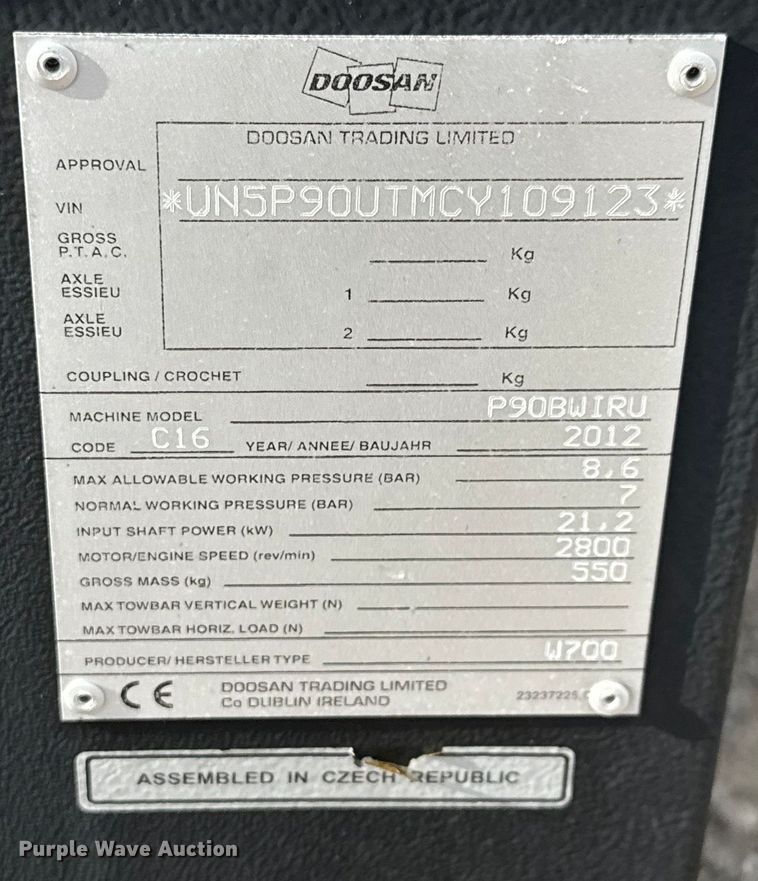 DOOSAN
DOOSAN TRADING LIMITED
APPROVAL
VIN *UN5P90UTMCY109123*
GROSS
P.T.A.C. Kg
AXLE
ESSIEU 1 Kg
AXLE
ESSIEU 2 Kg
COUPLING / CROCHET Kg
MACHINE MODEL P90BWIRU
CODE C16 YEAR/ ANNEE/ BAUJAHR 2012
MAX ALLOWABLE WORKING PRESSURE (BAR) 8,6
NORMAL WORKING PRESSURE (BAR) 7
INPUT SHAFT POWER (kW) 21,2
MOTOR/ENGINE SPEED (rev/min) 2800
GROSS MASS (kg) 550
MAX TOWBAR VERTICAL WEIGHT (N)
MAX TOWBAR HORIZ. LOAD (N)
PRODUCER/ HERSTELLER TYPE W700
CE DOOSAN TRADING LIMITED
Co DUBLIN IRELAND 23237225
ASSEMBLED IN CZECH REPUBLIC
Purple Wave Auction